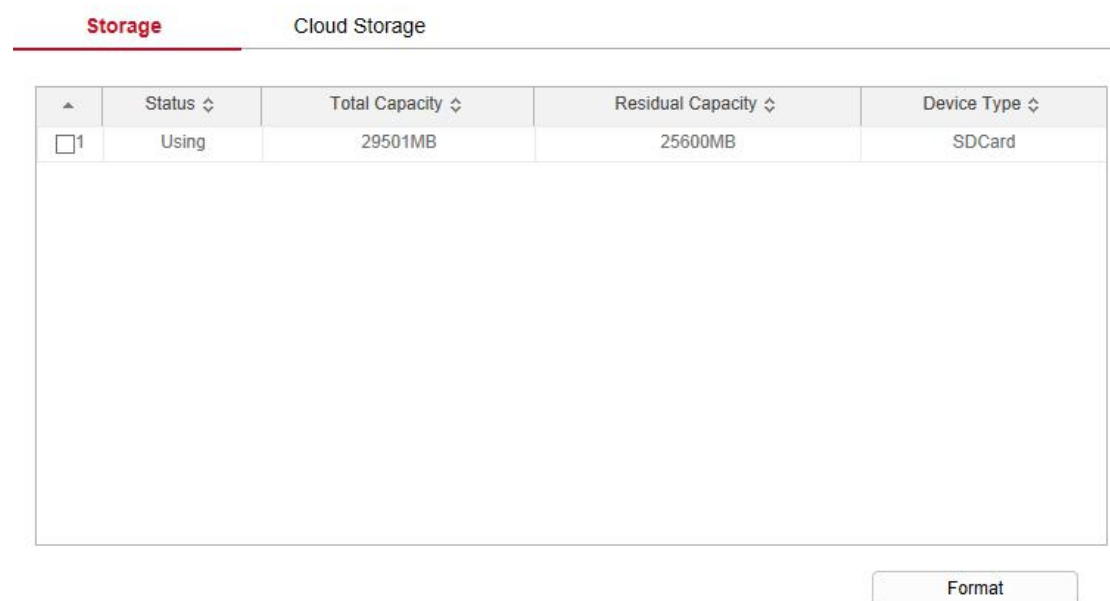 Storage Cloud Storage
Status Total Capacity Residual Capacity Device Type
1 Using 29501MB 25600MB SDCard
Format